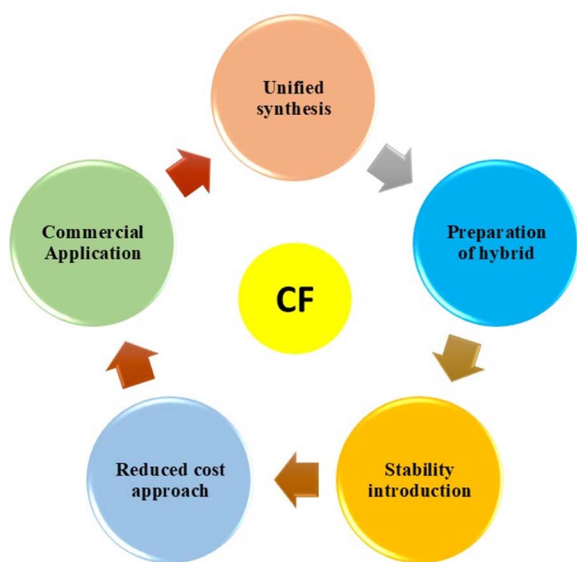 Unified
synthesis
Preparation
of hybrid
Stability
introduction
Reduced cost
approach
Commercial
Application
CF